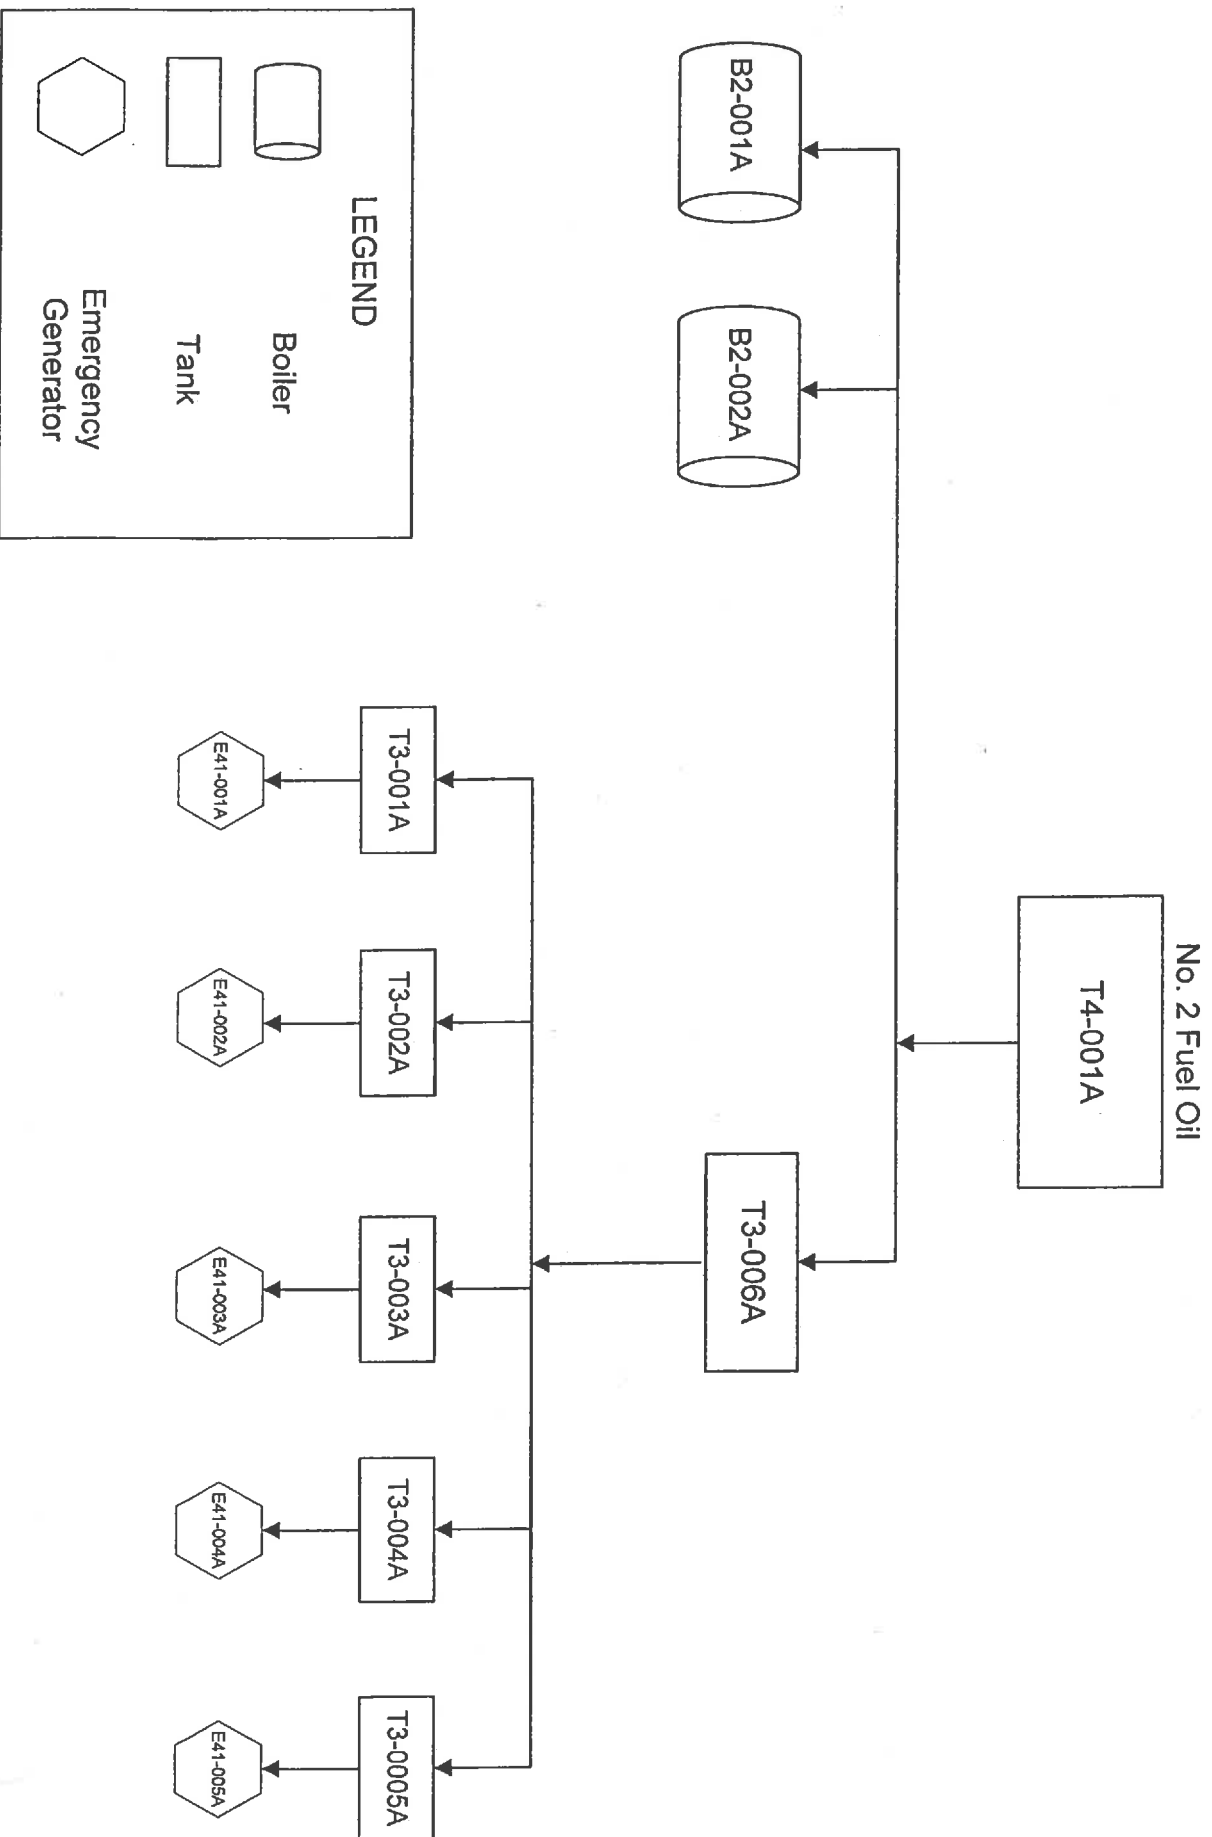 No. 2 Fuel Oil
T4-001A
B2-001A
B2-002A
T3-006A
T3-001A
T3-002A
T3-003A
T3-004A
T3-0005A
E41-001A
E41-002A
E41-003A
E41-004A
E41-005A
LEGEND
Boiler
Tank
Emergency
Generator